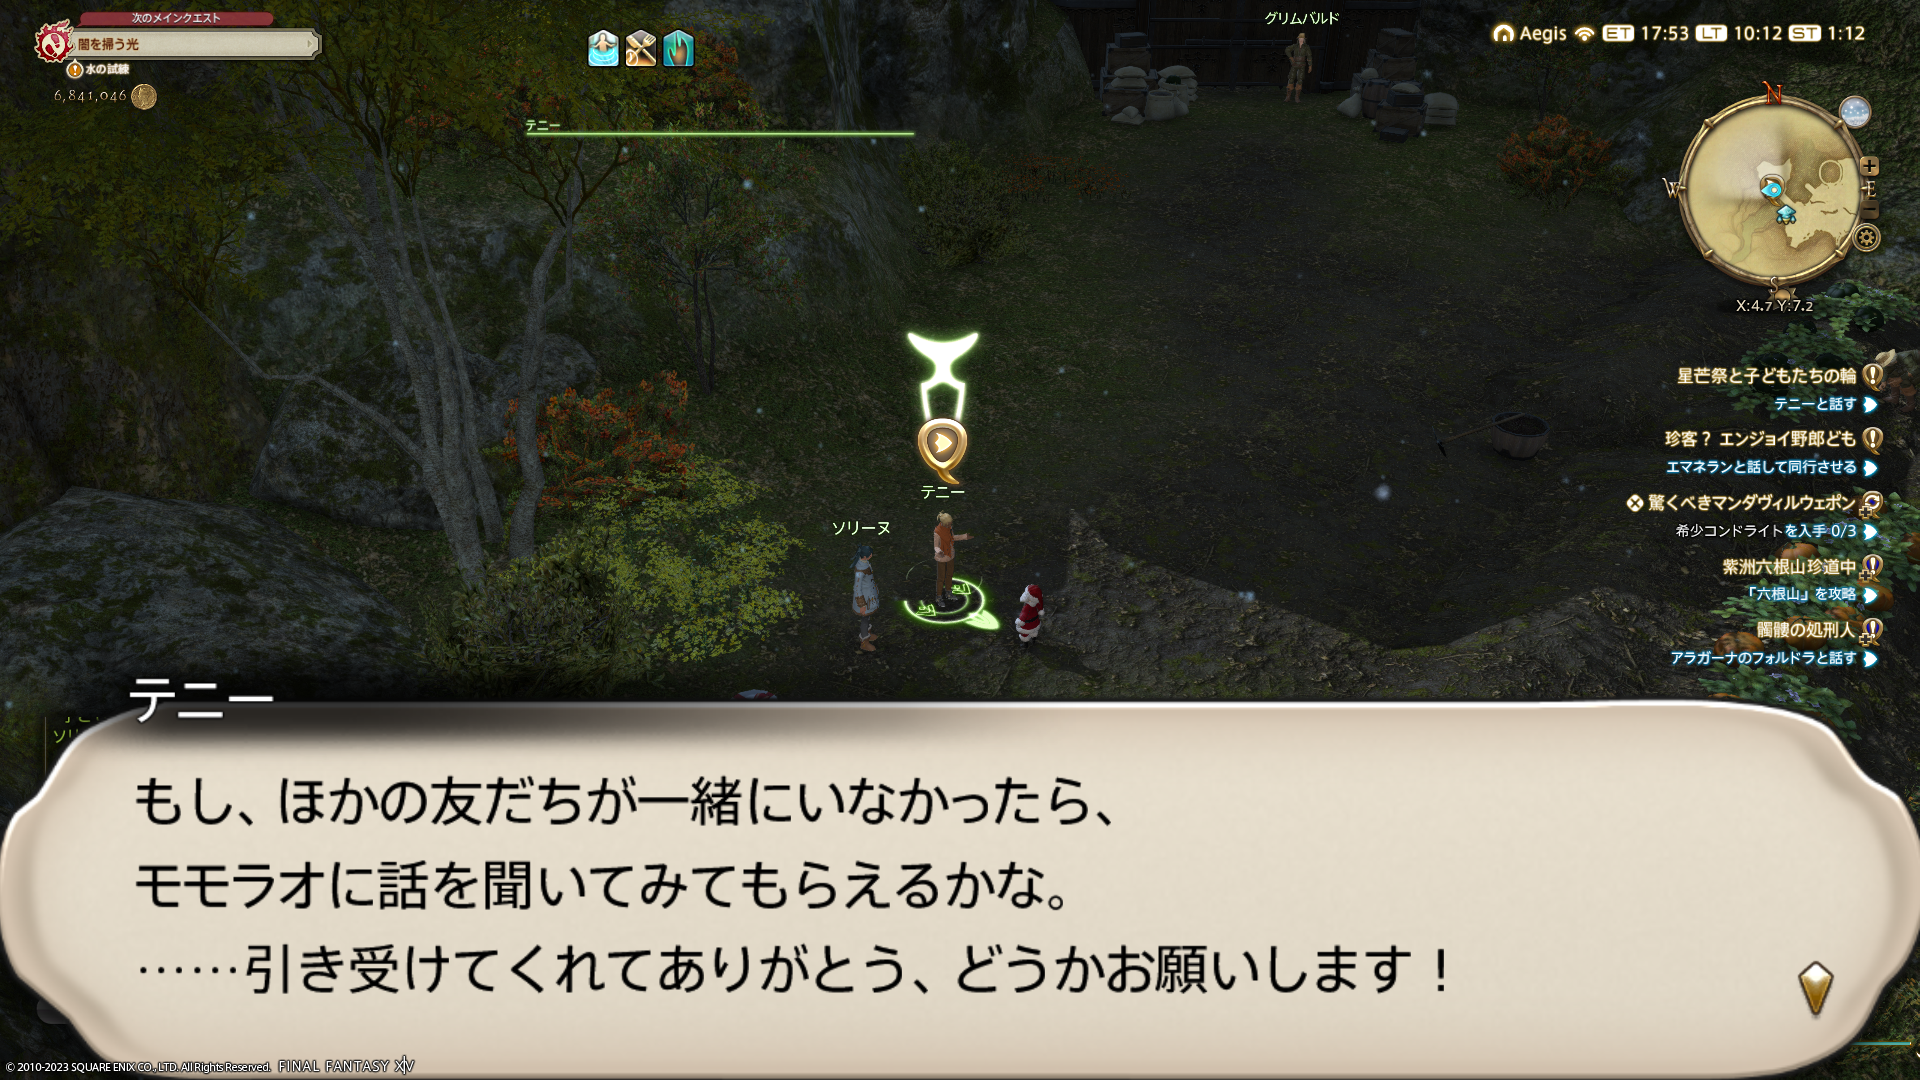 次のメインクエスト
闇を掃う光
水の試練
6,841,046
グリムバルド
Aegis ET 17:53 LT 10:12 ST 1:12
テニー
N
W
E
S
X:4.7 Y:7.2
星芒祭と子どもたちの輪
テニーと話す
珍客？ エンジョイ野郎ども
エマネランと話して同行させる
驚くべきマンダヴィルウェポン
希少コンドライトを入手 0/3
紫洲六根山珍道中
「六根山」を攻略
髑髏の処刑人
アラガーナのフォルドラと話す
テニー
ソリーヌ
テニー
もし、ほかの友だちが一緒にいなかったら、
モモラオに話を聞いてみてもらえるかな。
……引き受けてくれてありがとう、どうかお願いします！
© 2010-2023 SQUARE ENIX CO., LTD. All Rights Reserved. FINAL FANTASY XIV